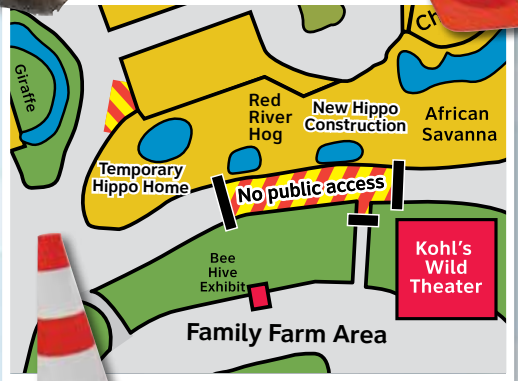 Ch
Giraffe
Red
River
Hog
New Hippo
Construction
African
Savanna
Temporary
Hippo Home
No public access
Bee
Hive
Exhibit
Kohl's
Wild
Theater
Family Farm Area